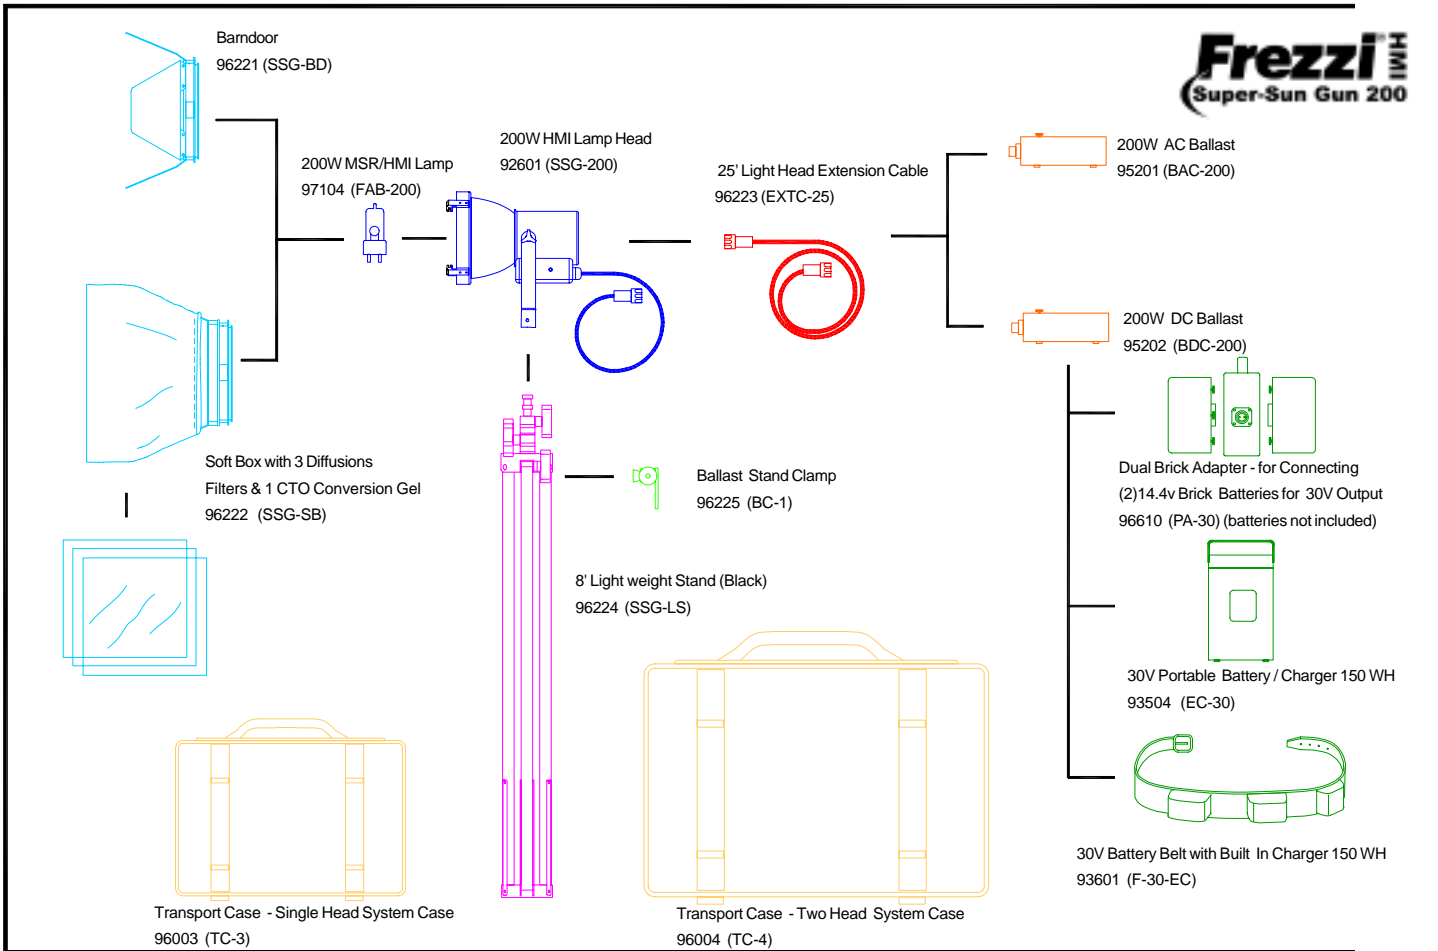 Frezzi® HMI
Super-Sun Gun 200
Barndoor
96221 (SSG-BD)
200W MSR/HMI Lamp
97104 (FAB-200)
200W HMI Lamp Head
92601 (SSG-200)
25' Light Head Extension Cable
96223 (EXTC-25)
200W AC Ballast
95201 (BAC-200)
200W DC Ballast
95202 (BDC-200)
Dual Brick Adapter - for Connecting
(2)14.4v Brick Batteries for 30V Output
96610 (PA-30) (batteries not included)
Soft Box with 3 Diffusions
Filters & 1 CTO Conversion Gel
96222 (SSG-SB)
Ballast Stand Clamp
96225 (BC-1)
8' Light weight Stand (Black)
96224 (SSG-LS)
30V Portable Battery / Charger 150 WH
93504 (EC-30)
30V Battery Belt with Built In Charger 150 WH
93601 (F-30-EC)
Transport Case - Single Head System Case
96003 (TC-3)
Transport Case - Two Head System Case
96004 (TC-4)